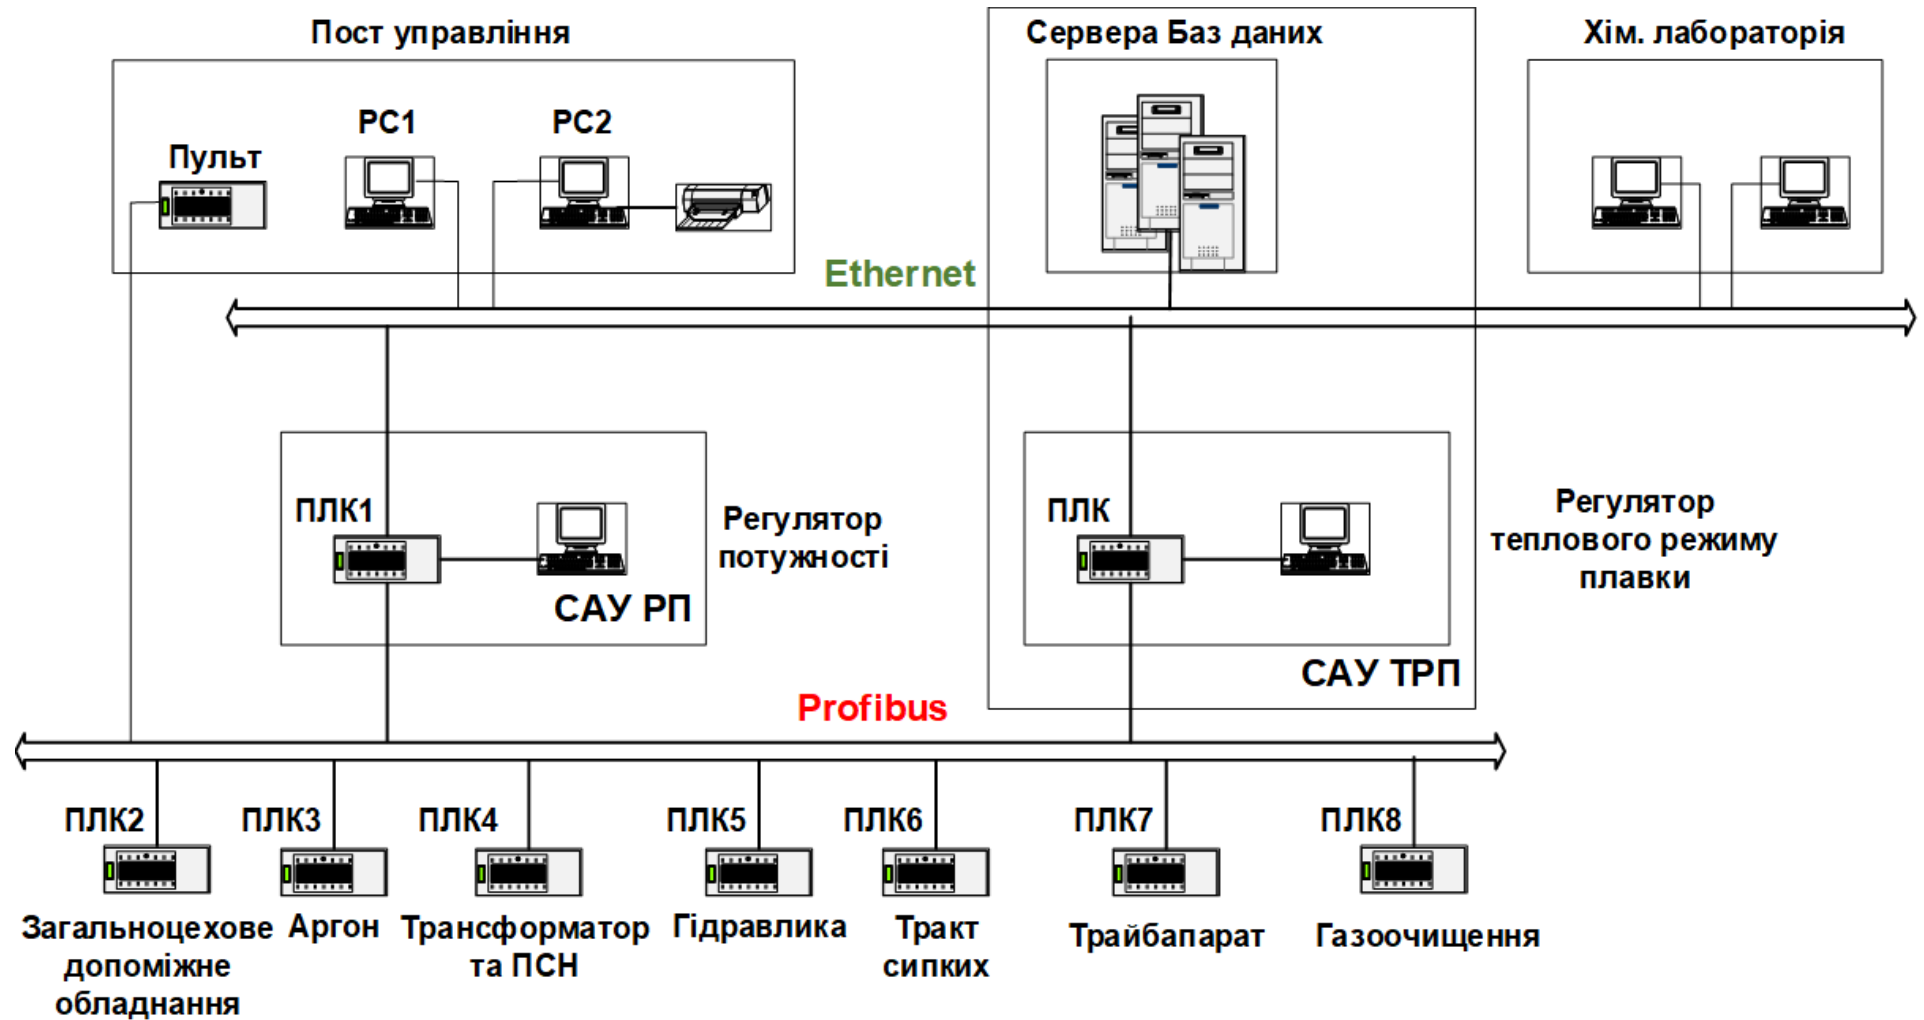 Пост управління
Сервера Баз даних
Хім. лабораторія
PC1
PC2
Пульт
Ethernet
ПЛК1
Регулятор
потужності
САУ РП
ПЛК
Регулятор
теплового режиму
плавки
САУ ТРП
Profibus
ПЛК2
ПЛК3
ПЛК4
ПЛК5
ПЛК6
ПЛК7
ПЛК8
Загальноцехове
допоміжне
обладнання
Аргон
Трансформатор
та ПСН
Гідравлика
Тракт
сипких
Трайбапарат
Газоочищення